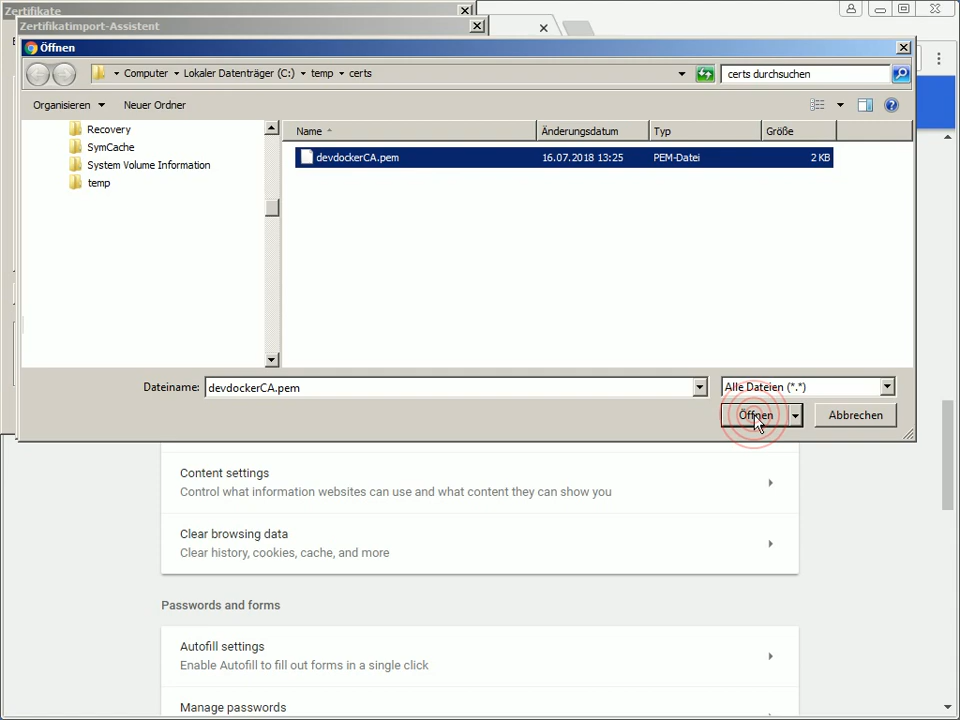 Zertifikate
Zertifikatimport-Assistent
Öffnen
Computer
Lokaler Datenträger (C:)
temp
certs
certs durchsuchen
Organisieren
Neuer Ordner
Recovery
SymCache
System Volume Information
temp
Name
Änderungsdatum
Typ
Größe
devdockerCA.pem
16.07.2018 13:25
PEM-Datei
2 KB
Dateiname:
devdockerCA.pem
Alle Dateien (*.*)
Öffnen
Abbrechen
Content settings
Control what information websites can use and what content they can show you
Clear browsing data
Clear history, cookies, cache, and more
Passwords and forms
Autofill settings
Enable Autofill to fill out forms in a single click
Manage passwords